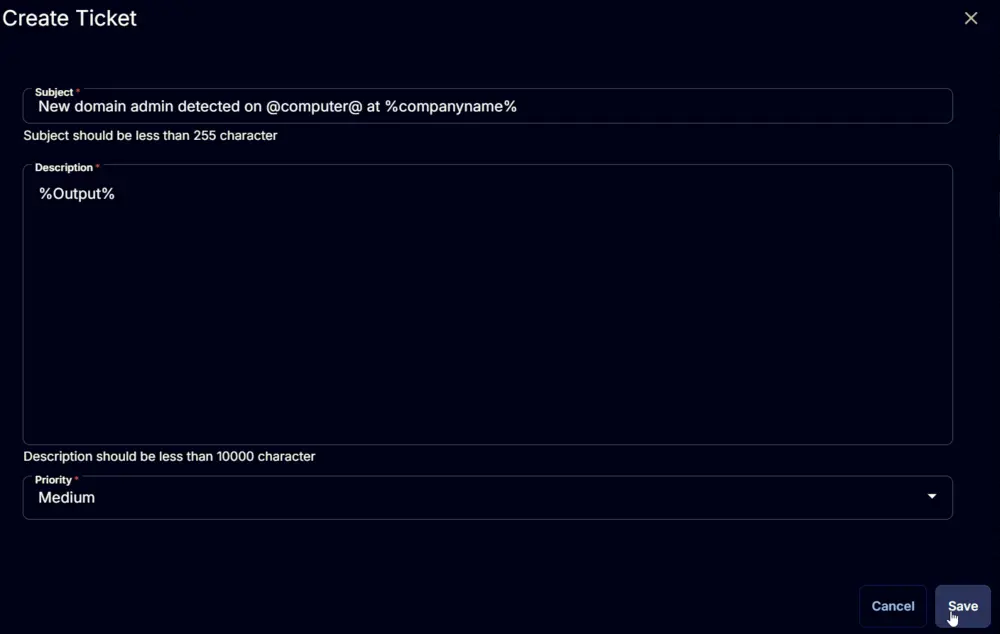 Create Ticket
Subject *
New domain admin detected on @computer@ at %companyname%
Subject should be less than 255 character
Description *
%Output%
Description should be less than 10000 character
Priority *
Medium
Cancel
Save